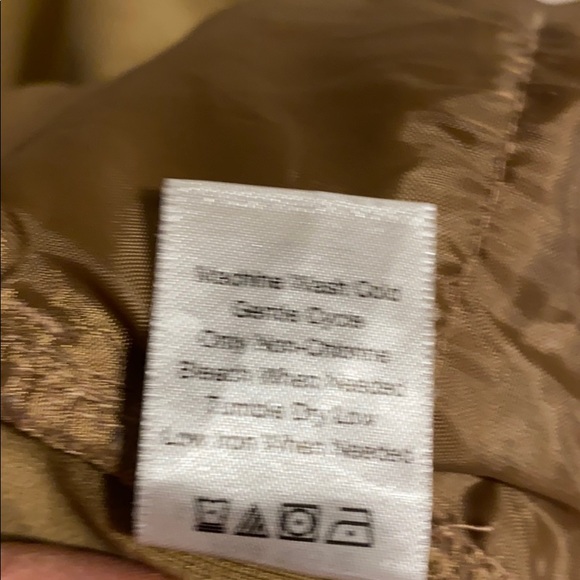 Machine Wash Cold
Gentle Cycle
Only Non-Chlorine
Bleach When Needed
Tumble Dry Low
Low Iron When Needed